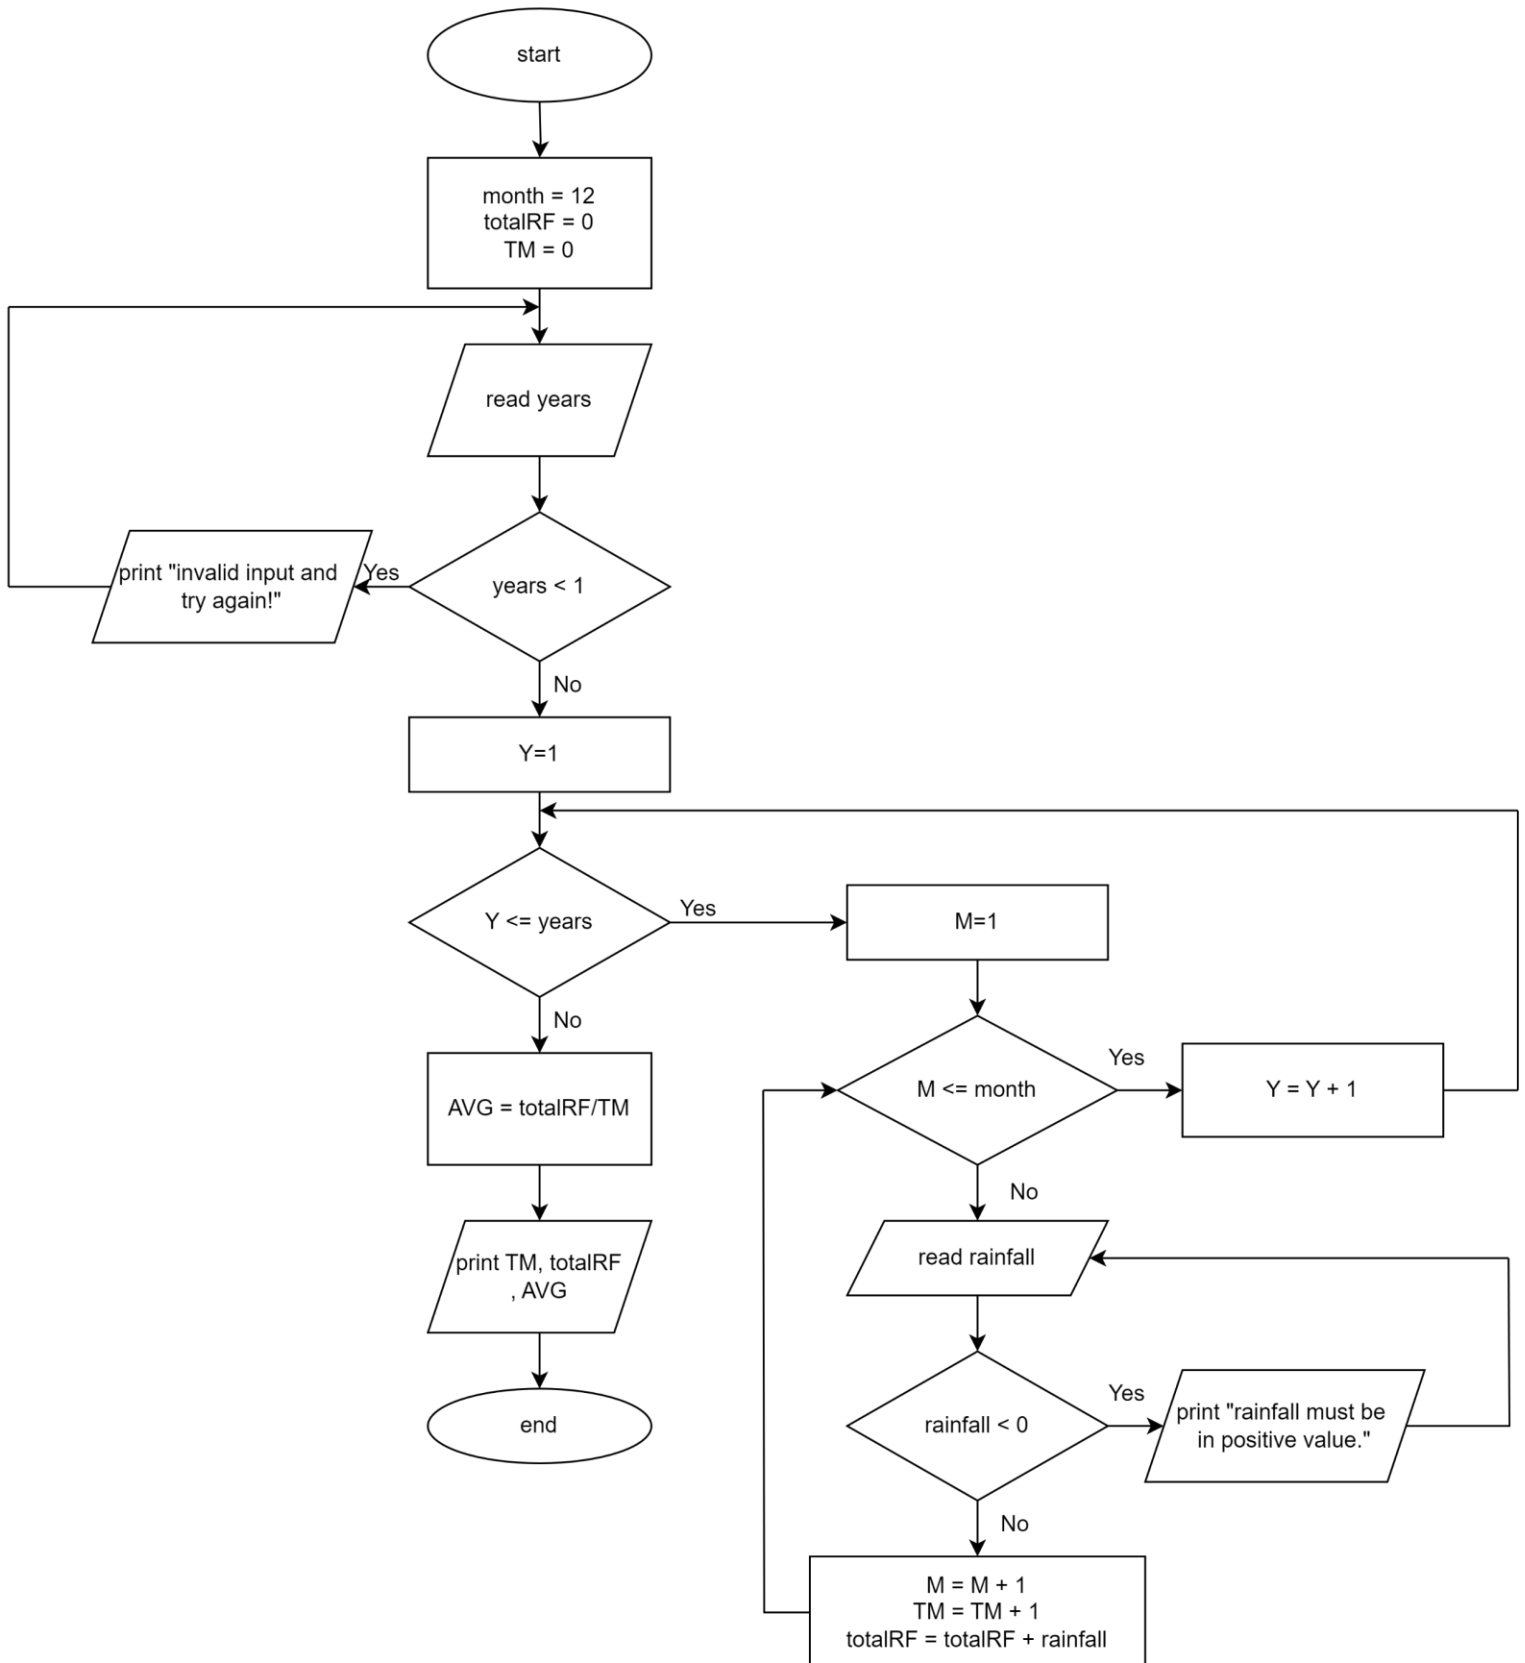 start
month = 12
totalRF = 0
TM = 0
read years
years < 1
Yes
print "invalid input and
try again!"
No
Y=1
Y <= years
Yes
M=1
No
AVG = totalRF/TM
M <= month
Yes
Y = Y + 1
No
print TM, totalRF
, AVG
read rainfall
end
rainfall < 0
Yes
print "rainfall must be
in positive value."
No
M = M + 1
TM = TM + 1
totalRF = totalRF + rainfall